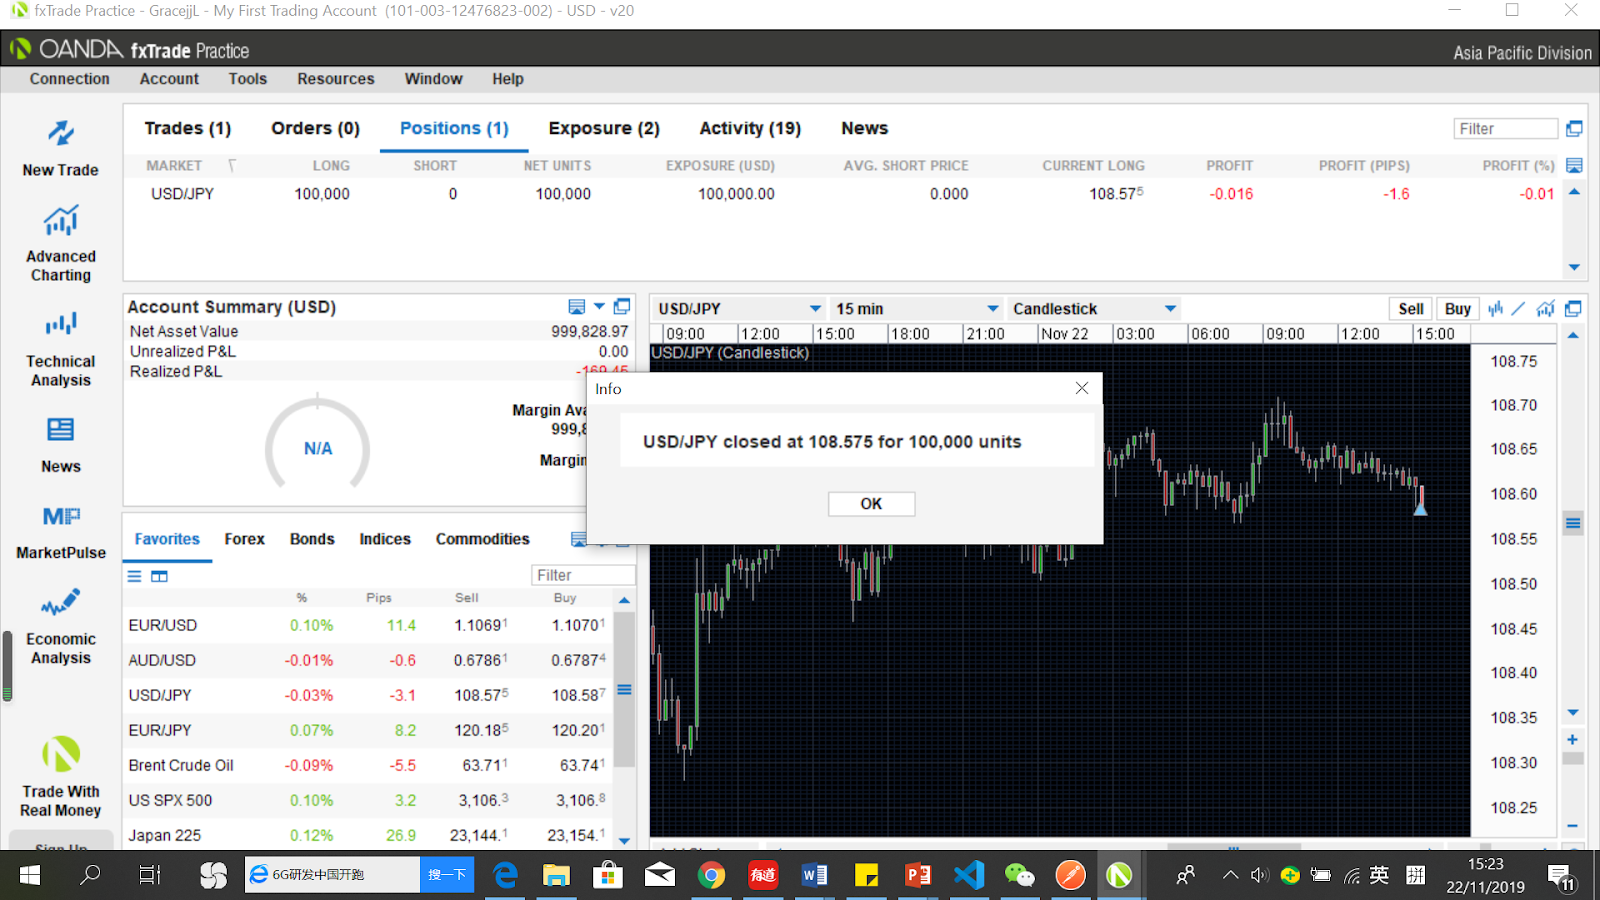 fxTrade Practice - GracejjL - My First Trading Account (101-003-12476823-002) - USD - v20
OANDA fxTrade Practice
Asia Pacific Division
Connection Account Tools Resources Window Help
New Trade
Advanced
Charting
Technical
Analysis
News
MarketPulse
Economic
Analysis
Trade With
Real Money
Trades (1) Orders (0) Positions (1) Exposure (2) Activity (19) News Filter
MARKET LONG SHORT NET UNITS EXPOSURE (USD) AVG. SHORT PRICE CURRENT LONG PROFIT PROFIT (PIPS) PROFIT (%)
USD/JPY 100,000 0 100,000 100,000.00 0.000 108.575 -0.016 -1.6 -0.01
Account Summary (USD)
Net Asset Value 999,828.97
Unrealized P&L 0.00
Realized P&L -169.45
N/A
Margin
Margin
USD/JPY 15 min Candlestick Sell Buy
09:00 12:00 15:00 18:00 21:00 Nov 22 03:00 06:00 09:00 12:00 15:00
USD/JPY (Candlestick)
108.75
108.70
108.65
108.60
108.55
108.50
108.45
108.40
108.35
108.30
108.25
Info
USD/JPY closed at 108.575 for 100,000 units
OK
Favorites Forex Bonds Indices Commodities
Filter
% Pips Sell Buy
EUR/USD 0.10% 11.4 1.10691 1.10701
AUD/USD -0.01% -0.6 0.67861 0.67874
USD/JPY -0.03% -3.1 108.575 108.587
EUR/JPY 0.07% 8.2 120.185 120.201
Brent Crude Oil -0.09% -5.5 63.711 63.741
US SPX 500 0.10% 3.2 3,106.3 3,106.8
Japan 225 0.12% 26.9 23,144.1 23,154.1
6G研发中国开跑 搜一下
有道
英 拼
15:23
22/11/2019
11